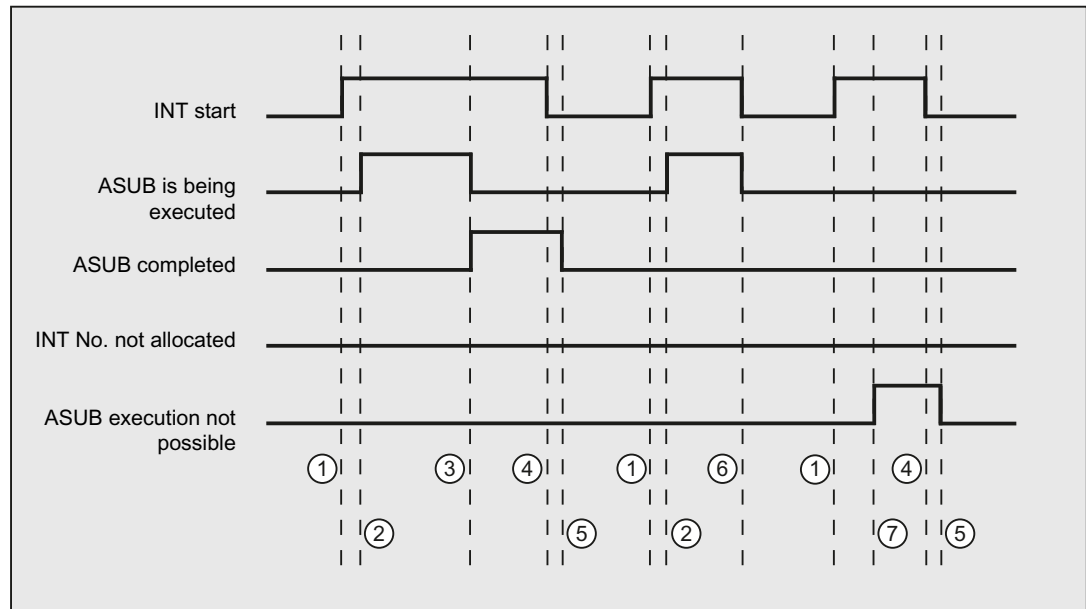 INT start
ASUB is being
executed
ASUB completed
INT No. not allocated
ASUB execution not
possible
① ③ ④ ① ⑥ ① ④
② ⑤ ② ⑦ ⑤